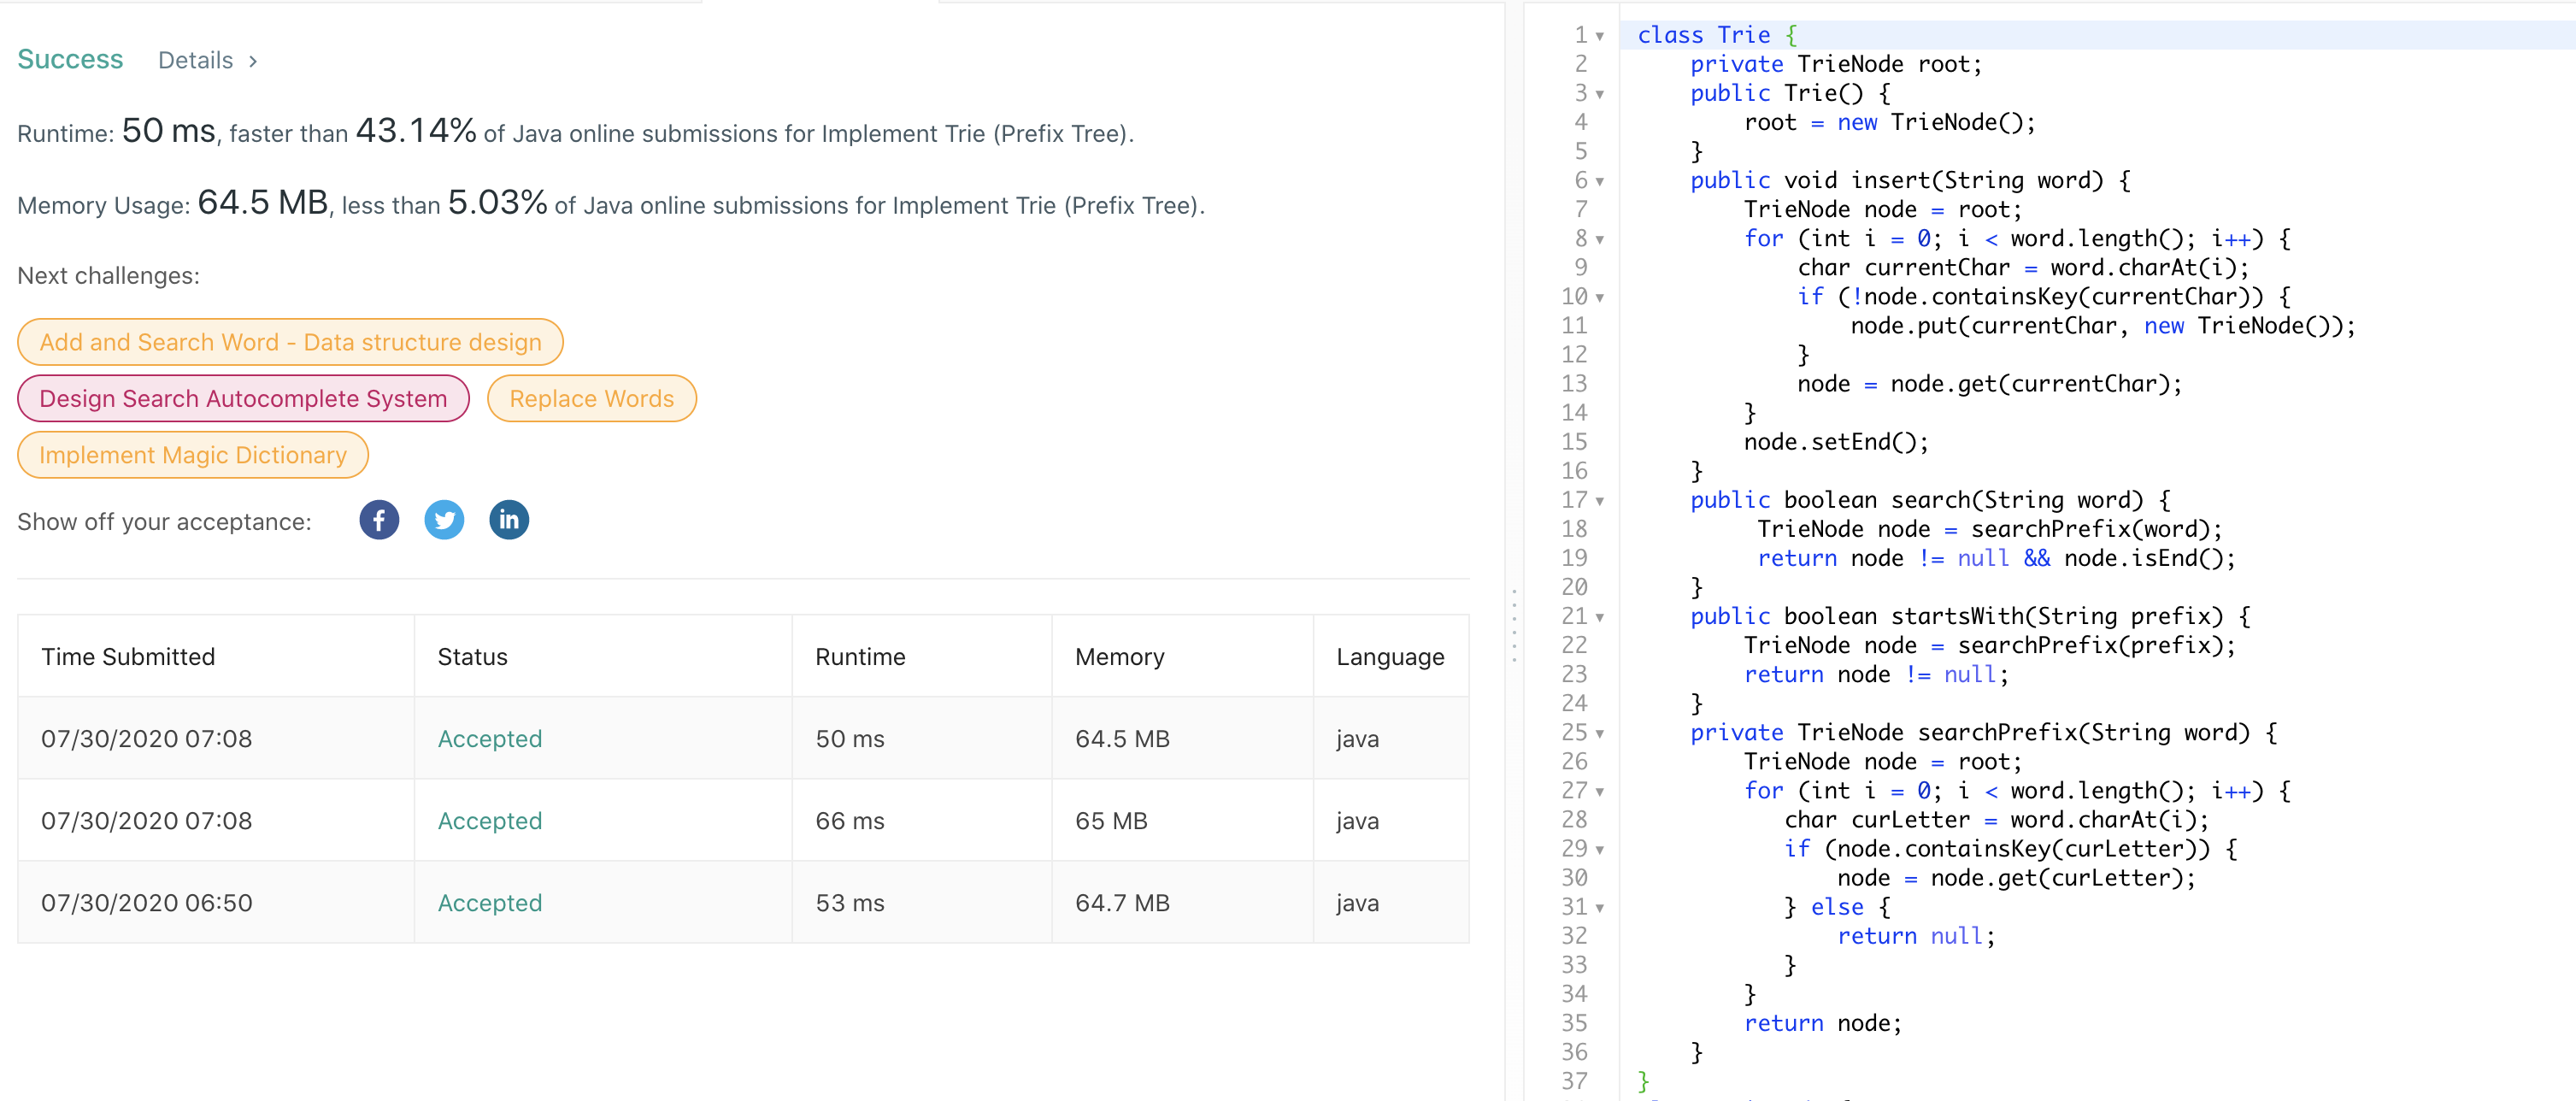 Success Details >
Runtime: 50 ms, faster than 43.14% of Java online submissions for Implement Trie (Prefix Tree).
Memory Usage: 64.5 MB, less than 5.03% of Java online submissions for Implement Trie (Prefix Tree).
Next challenges:
Add and Search Word - Data structure design
Design Search Autocomplete System Replace Words
Implement Magic Dictionary
Show off your acceptance: f in
Time Submitted Status Runtime Memory Language
07/30/2020 07:08 Accepted 50 ms 64.5 MB java
07/30/2020 07:08 Accepted 66 ms 65 MB java
07/30/2020 06:50 Accepted 53 ms 64.7 MB java
1 class Trie {
2     private TrieNode root;
3     public Trie() {
4         root = new TrieNode();
5     }
6     public void insert(String word) {
7         TrieNode node = root;
8         for (int i = 0; i < word.length(); i++) {
9             char currentChar = word.charAt(i);
10             if (!node.containsKey(currentChar)) {
11                 node.put(currentChar, new TrieNode());
12             }
13             node = node.get(currentChar);
14         }
15         node.setEnd();
16     }
17     public boolean search(String word) {
18          TrieNode node = searchPrefix(word);
19          return node != null && node.isEnd();
20     }
21     public boolean startsWith(String prefix) {
22         TrieNode node = searchPrefix(prefix);
23         return node != null;
24     }
25     private TrieNode searchPrefix(String word) {
26         TrieNode node = root;
27         for (int i = 0; i < word.length(); i++) {
28            char curLetter = word.charAt(i);
29            if (node.containsKey(curLetter)) {
30                node = node.get(curLetter);
31            } else {
32                return null;
33            }
34         }
35         return node;
36     }
37 }